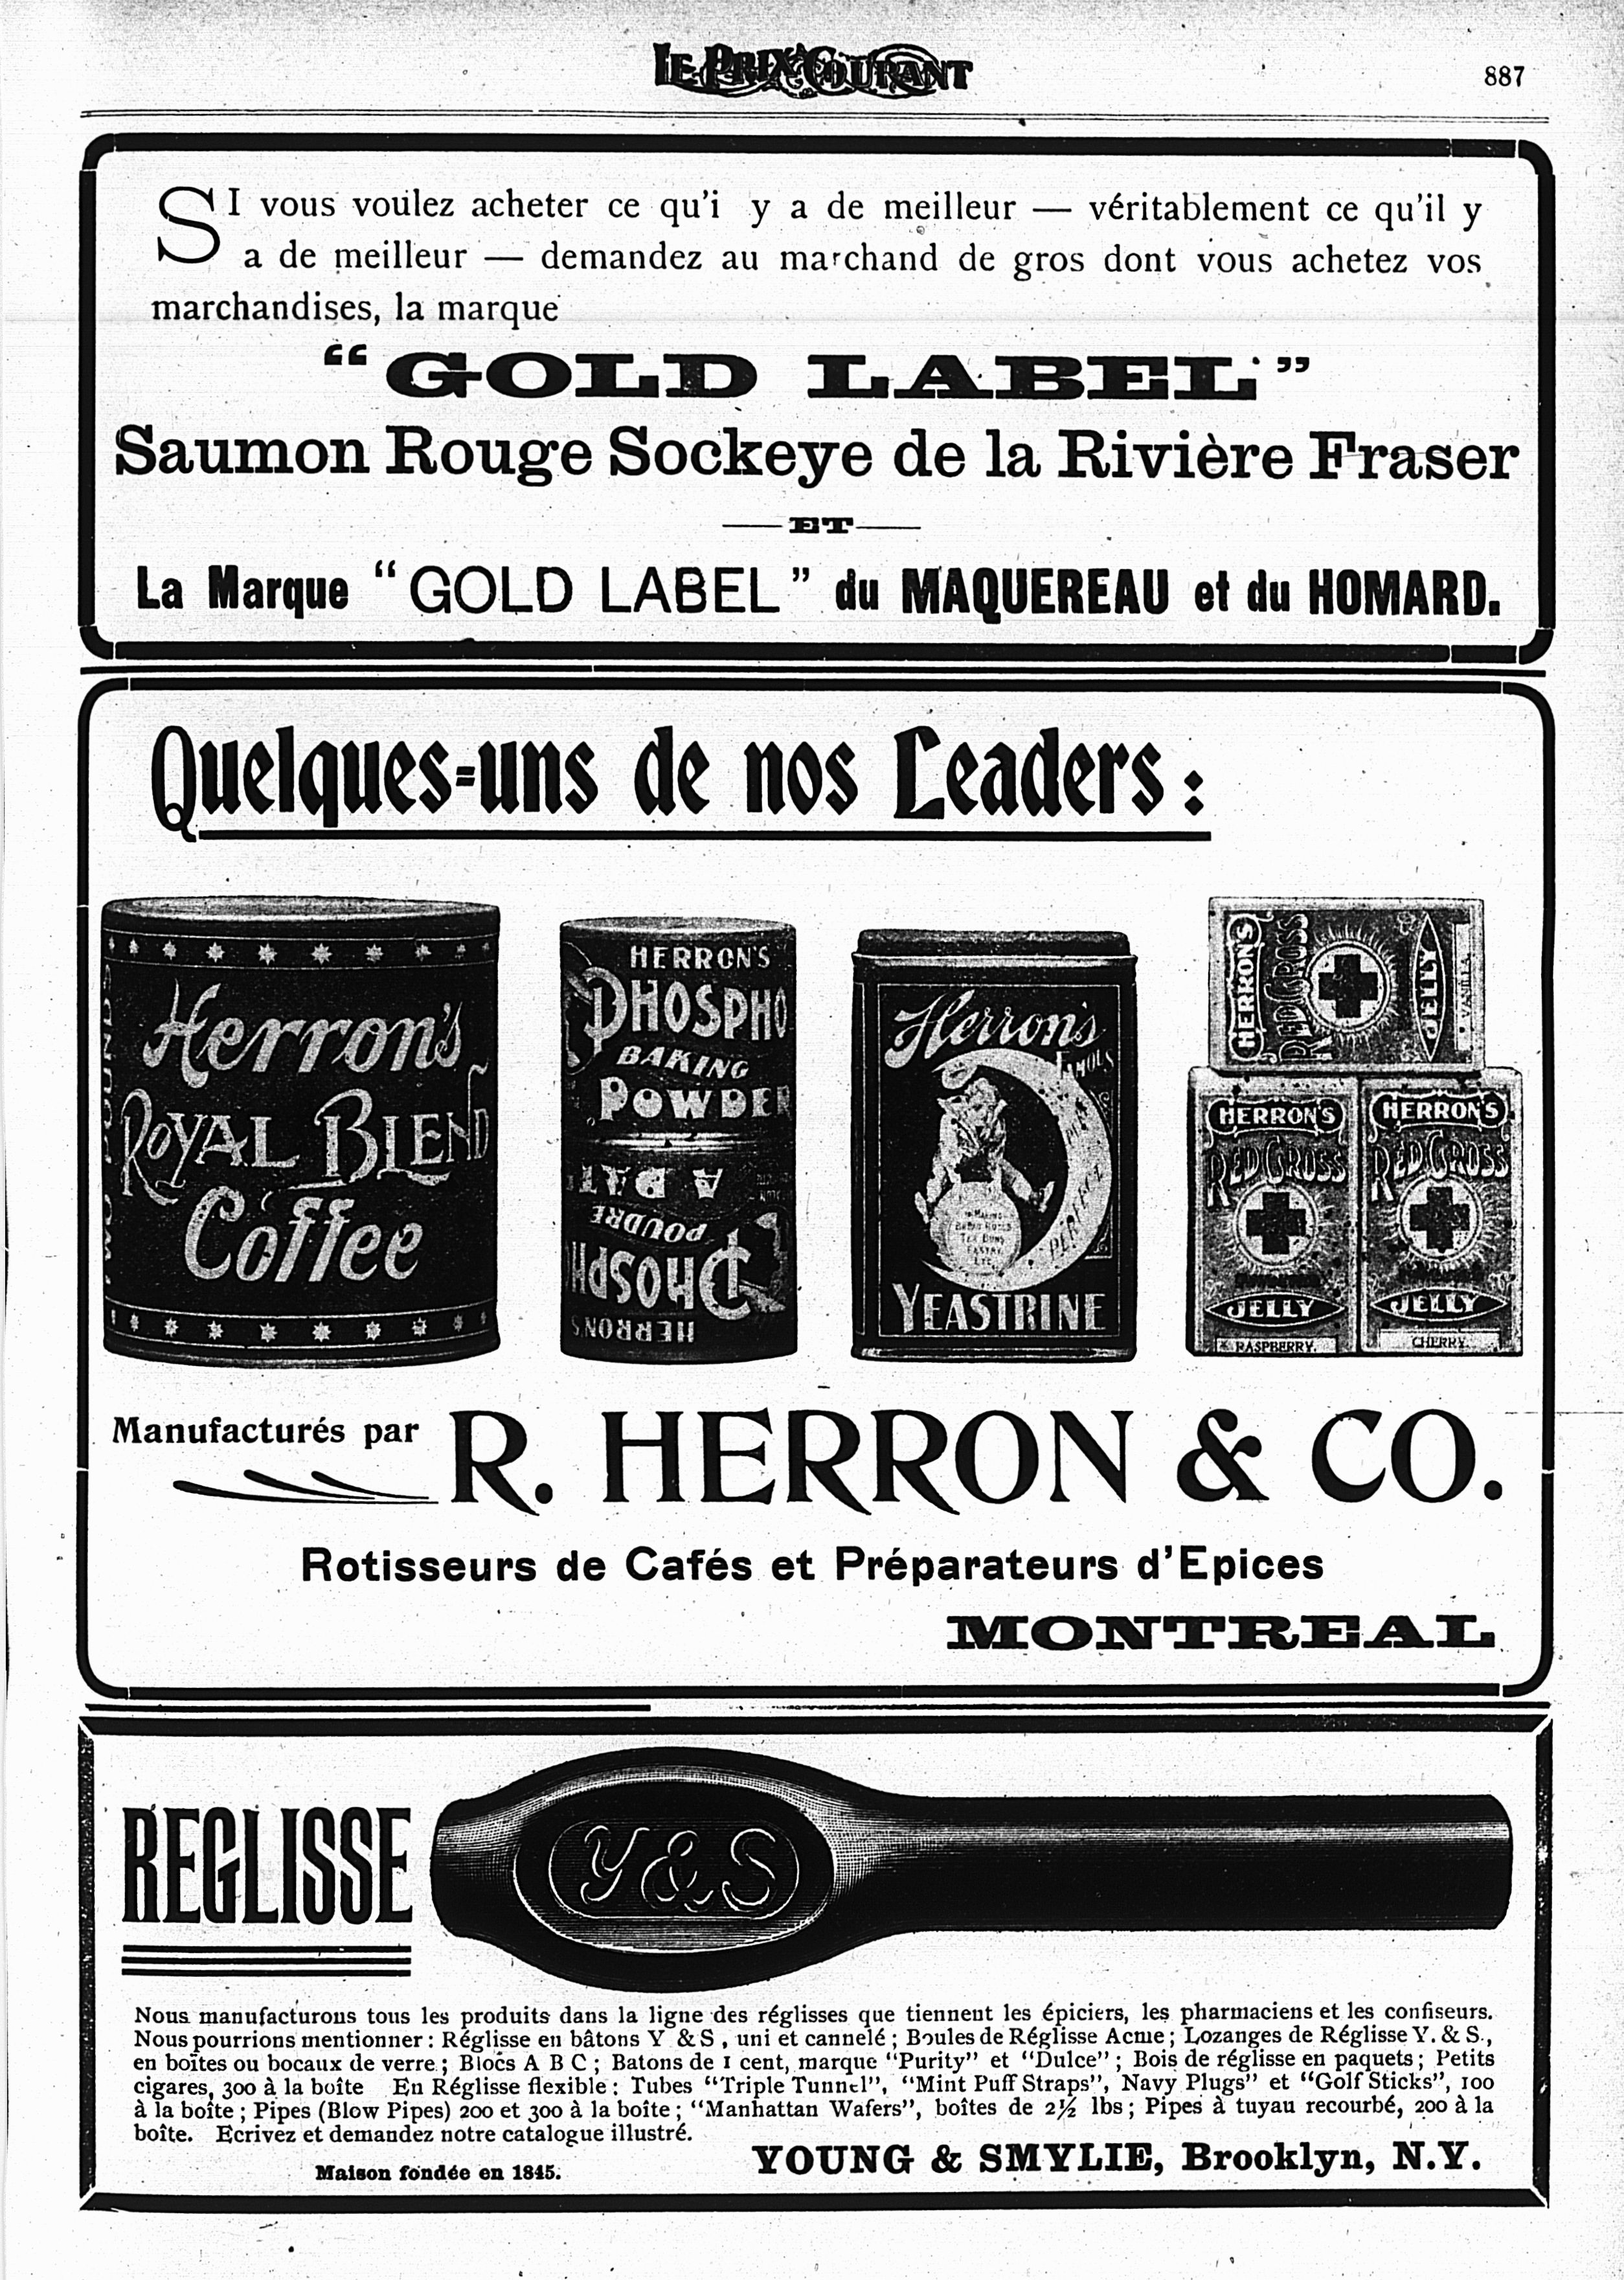 LE PRIX COURANT
887
SI vous voulez acheter ce qu'i y a de meilleur — véritablement ce qu'il y
a de meilleur — demandez au marchand de gros dont vous achetez vos
marchandises, la marque
"GOLD LABEL"
Saumon Rouge Sockeye de la Rivière Fraser
ET
La Marque "GOLD LABEL" du MAQUEREAU et du HOMARD.
Quelques-uns de nos Leaders :
Herron's
ROYAL BLEND
Coffee
HERRON'S
PHOSPHO
BAKING
POWDER
POUDRE
PHOSPH
HERRON'S
Herron's
FAMOUS
PERFECT
YEASTRINE
HERRON'S
RED CROSS
JELLY
VANILLA
HERRON'S
RED CROSS
JELLY
RASPBERRY
HERRON'S
RED CROSS
JELLY
CHERRY
Manufacturés par R. HERRON & CO.
Rotisseurs de Cafés et Préparateurs d'Epices
MONTREAL
REGLISSE
Y & S
Nous manufacturons tous les produits dans la ligne des réglisses que tiennent les épiciers, les pharmaciens et les confiseurs.
Nous pourrions mentionner : Réglisse en bâtons Y & S , uni et cannelé ; Boules de Réglisse Acme ; Lozanges de Réglisse Y. & S.,
en boîtes ou bocaux de verre ; Blocs A B C ; Batons de 1 cent, marque "Purity" et "Dulce" ; Bois de réglisse en paquets ; Petits
cigares, 300 à la boîte En Réglisse flexible : Tubes "Triple Tunnel", "Mint Puff Straps", Navy Plugs" et "Golf Sticks", 100
à la boîte ; Pipes (Blow Pipes) 200 et 300 à la boîte ; "Manhattan Wafers", boîtes de 2½ lbs ; Pipes à tuyau recourbé, 200 à la
boîte. Ecrivez et demandez notre catalogue illustré.
Maison fondée en 1845.
YOUNG & SMYLIE, Brooklyn, N.Y.